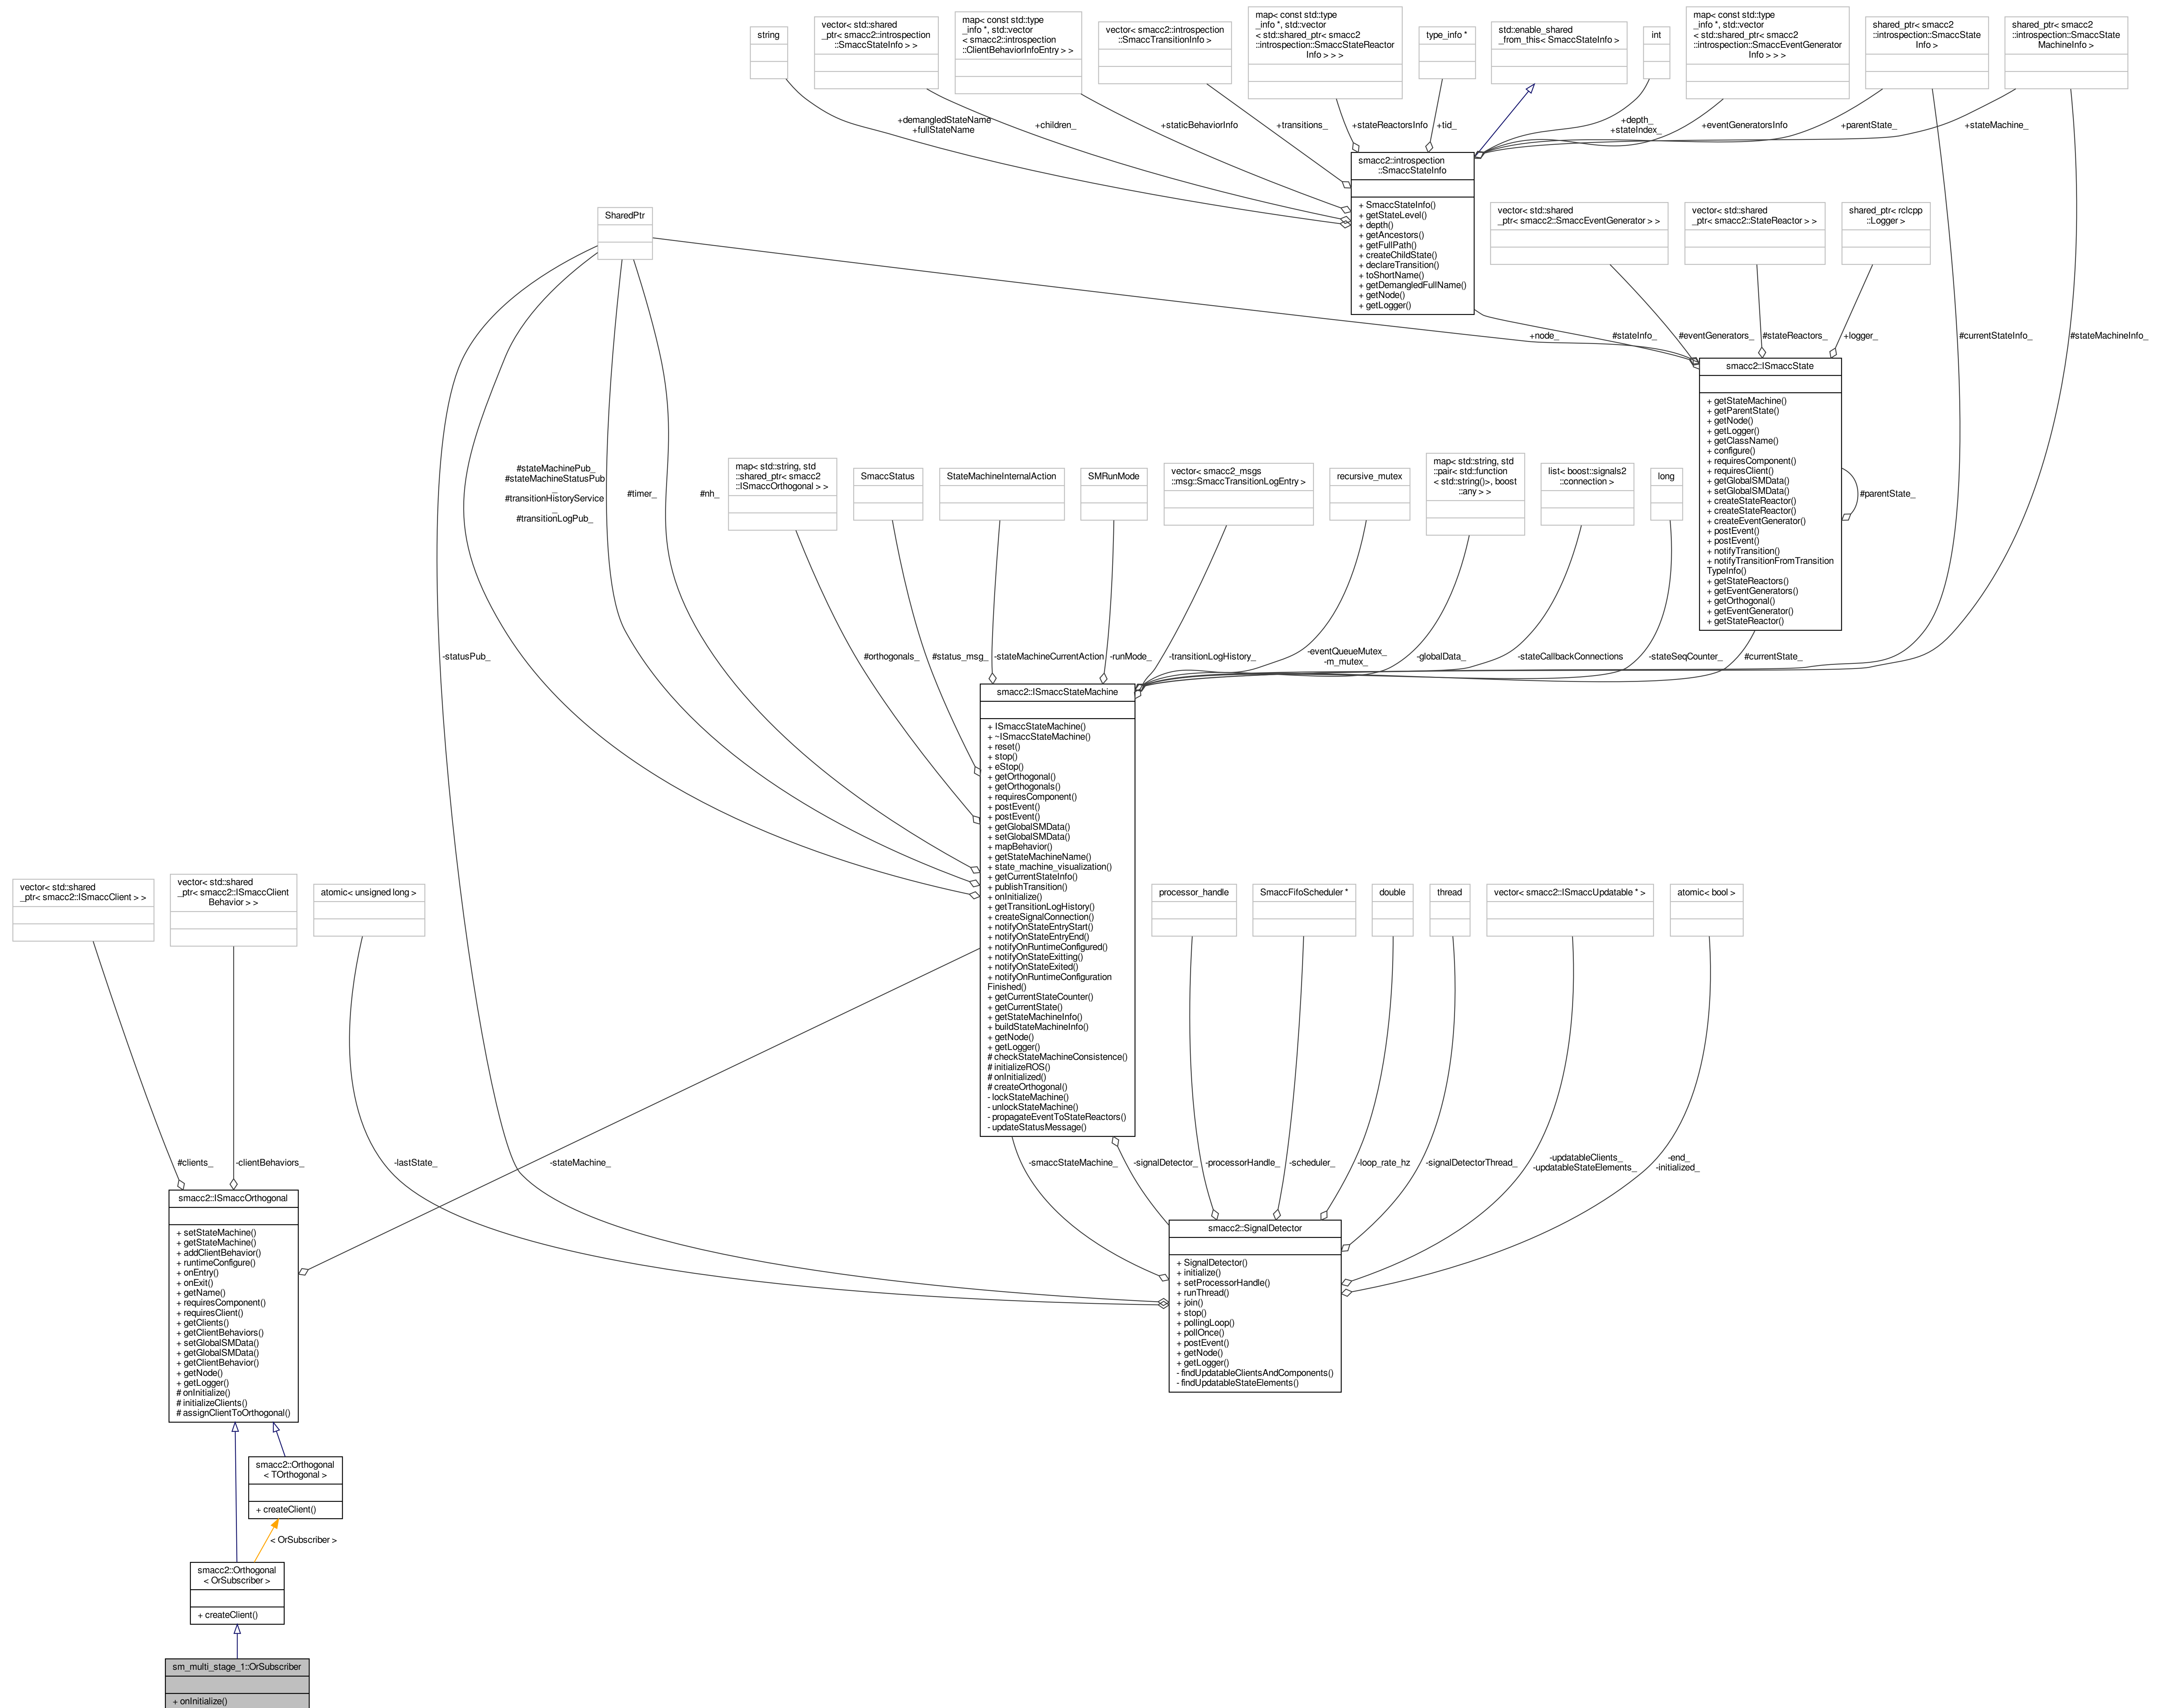 string
vector< std::shared
_ptr< smacc2::introspection
::SmaccStateInfo > >
map< const std::type
_info *, std::vector
< smacc2::introspection
::ClientBehaviorInfoEntry > >
vector< smacc2::introspection
::SmaccTransitionInfo >
map< const std::type
_info *, std::vector
< std::shared_ptr< smacc2
::introspection::SmaccStateReactor
Info > > >
type_info *
std::enable_shared
_from_this< SmaccStateInfo >
int
map< const std::type
_info *, std::vector
< std::shared_ptr< smacc2
::introspection::SmaccEventGenerator
Info > > >
shared_ptr< smacc2
::introspection::SmaccState
Info >
shared_ptr< smacc2
::introspection::SmaccState
MachineInfo >
+demangledStateName
+fullStateName
+children_
+staticBehaviorInfo
+transitions_
+stateReactorsInfo
+tid_
+depth_
+stateIndex_
+eventGeneratorsInfo
+parentState_
+stateMachine_
smacc2::introspection
::SmaccStateInfo
+ SmaccStateInfo()
+ getStateLevel()
+ depth()
+ getAncestors()
+ getFullPath()
+ createChildState()
+ declareTransition()
+ toShortName()
+ getDemangledFullName()
+ getNode()
+ getLogger()
SharedPtr
vector< std::shared
_ptr< smacc2::SmaccEventGenerator > >
vector< std::shared
_ptr< smacc2::StateReactor > >
shared_ptr< rclcpp
::Logger >
+node_
#stateInfo_
#eventGenerators_
#stateReactors_
+logger_
#currentStateInfo_
#stateMachineInfo_
smacc2::ISmaccState
+ getStateMachine()
+ getParentState()
+ getNode()
+ getLogger()
+ getClassName()
+ configure()
+ requiresComponent()
+ requiresClient()
+ getGlobalSMData()
+ setGlobalSMData()
+ createStateReactor()
+ createStateReactor()
+ createEventGenerator()
+ postEvent()
+ postEvent()
+ notifyTransition()
+ notifyTransitionFromTransition
TypeInfo()
+ getStateReactors()
+ getEventGenerators()
+ getOrthogonal()
+ getEventGenerator()
+ getStateReactor()
#parentState_
#stateMachinePub_
#stateMachineStatusPub
_
#transitionHistoryService
_
#transitionLogPub_
#timer_
#nh_
map< std::string, std
::shared_ptr< smacc2
::ISmaccOrthogonal > >
SmaccStatus
StateMachineInternalAction
SMRunMode
vector< smacc2_msgs
::msg::SmaccTransitionLogEntry >
recursive_mutex
map< std::string, std
::pair< std::function
< std::string()>, boost
::any > >
list< boost::signals2
::connection >
long
-statusPub_
#orthogonals_
#status_msg_
-stateMachineCurrentAction
-runMode_
-transitionLogHistory_
-eventQueueMutex_
-m_mutex_
-globalData_
-stateCallbackConnections
-stateSeqCounter_
#currentState_
smacc2::ISmaccStateMachine
+ ISmaccStateMachine()
+ ~ISmaccStateMachine()
+ reset()
+ stop()
+ eStop()
+ getOrthogonal()
+ getOrthogonals()
+ requiresComponent()
+ postEvent()
+ postEvent()
+ getGlobalSMData()
+ setGlobalSMData()
+ mapBehavior()
+ getStateMachineName()
+ state_machine_visualization()
+ getCurrentStateInfo()
+ publishTransition()
+ onInitialize()
+ getTransitionLogHistory()
+ createSignalConnection()
+ notifyOnStateEntryStart()
+ notifyOnStateEntryEnd()
+ notifyOnRuntimeConfigured()
+ notifyOnStateExitting()
+ notifyOnStateExited()
+ notifyOnRuntimeConfiguration
Finished()
+ getCurrentStateCounter()
+ getCurrentState()
+ getStateMachineInfo()
+ buildStateMachineInfo()
+ getNode()
+ getLogger()
# checkStateMachineConsistence()
# initializeROS()
# onInitialized()
# createOrthogonal()
- lockStateMachine()
- unlockStateMachine()
- propagateEventToStateReactors()
- updateStatusMessage()
vector< std::shared
_ptr< smacc2::ISmaccClient > >
vector< std::shared
_ptr< smacc2::ISmaccClient
Behavior > >
atomic< unsigned long >
processor_handle
SmaccFifoScheduler *
double
thread
vector< smacc2::ISmaccUpdatable * >
atomic< bool >
#clients_
-clientBehaviors_
-lastState_
-stateMachine_
-smaccStateMachine_
-signalDetector_
-processorHandle_
-scheduler_
-loop_rate_hz
-signalDetectorThread_
-updatableClients_
-updatableStateElements_
-end_
-initialized_
smacc2::ISmaccOrthogonal
+ setStateMachine()
+ getStateMachine()
+ addClientBehavior()
+ runtimeConfigure()
+ onEntry()
+ onExit()
+ getName()
+ requiresComponent()
+ requiresClient()
+ getClients()
+ getClientBehaviors()
+ setGlobalSMData()
+ getGlobalSMData()
+ getClientBehavior()
+ getNode()
+ getLogger()
# onInitialize()
# initializeClients()
# assignClientToOrthogonal()
smacc2::SignalDetector
+ SignalDetector()
+ initialize()
+ setProcessorHandle()
+ runThread()
+ join()
+ stop()
+ pollingLoop()
+ pollOnce()
+ postEvent()
+ getNode()
+ getLogger()
- findUpdatableClientsAndComponents()
- findUpdatableStateElements()
smacc2::Orthogonal
< TOrthogonal >
+ createClient()
< OrSubscriber >
smacc2::Orthogonal
< OrSubscriber >
+ createClient()
sm_multi_stage_1::OrSubscriber
+ onInitialize()